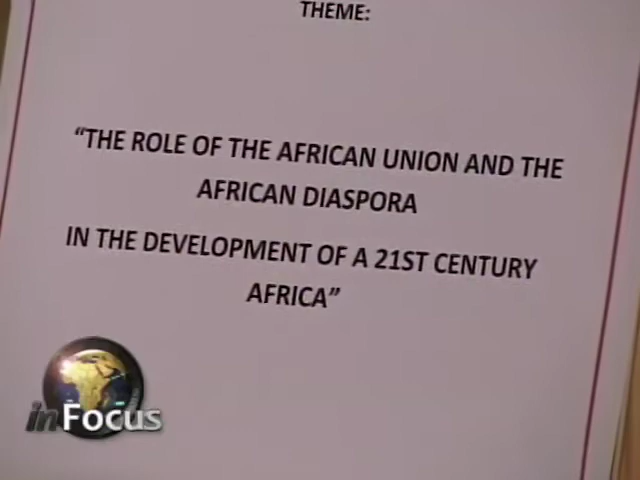 THEME:
“THE ROLE OF THE AFRICAN UNION AND THE
AFRICAN DIASPORA
IN THE DEVELOPMENT OF A 21ST CENTURY
AFRICA”
inFocus